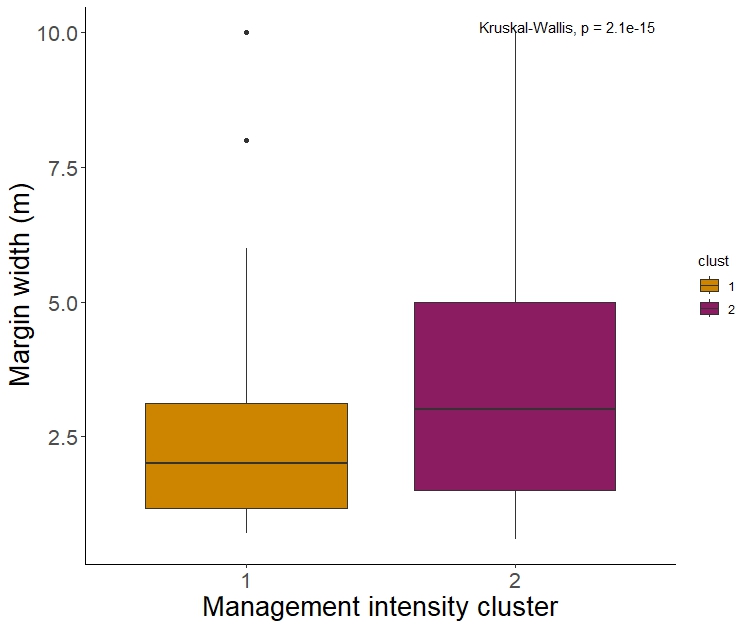 Kruskal-Wallis, p = 2.1e-15
10.0
7.5
5.0
2.5
Margin width (m)
1
2
Management intensity cluster
clust
1
2